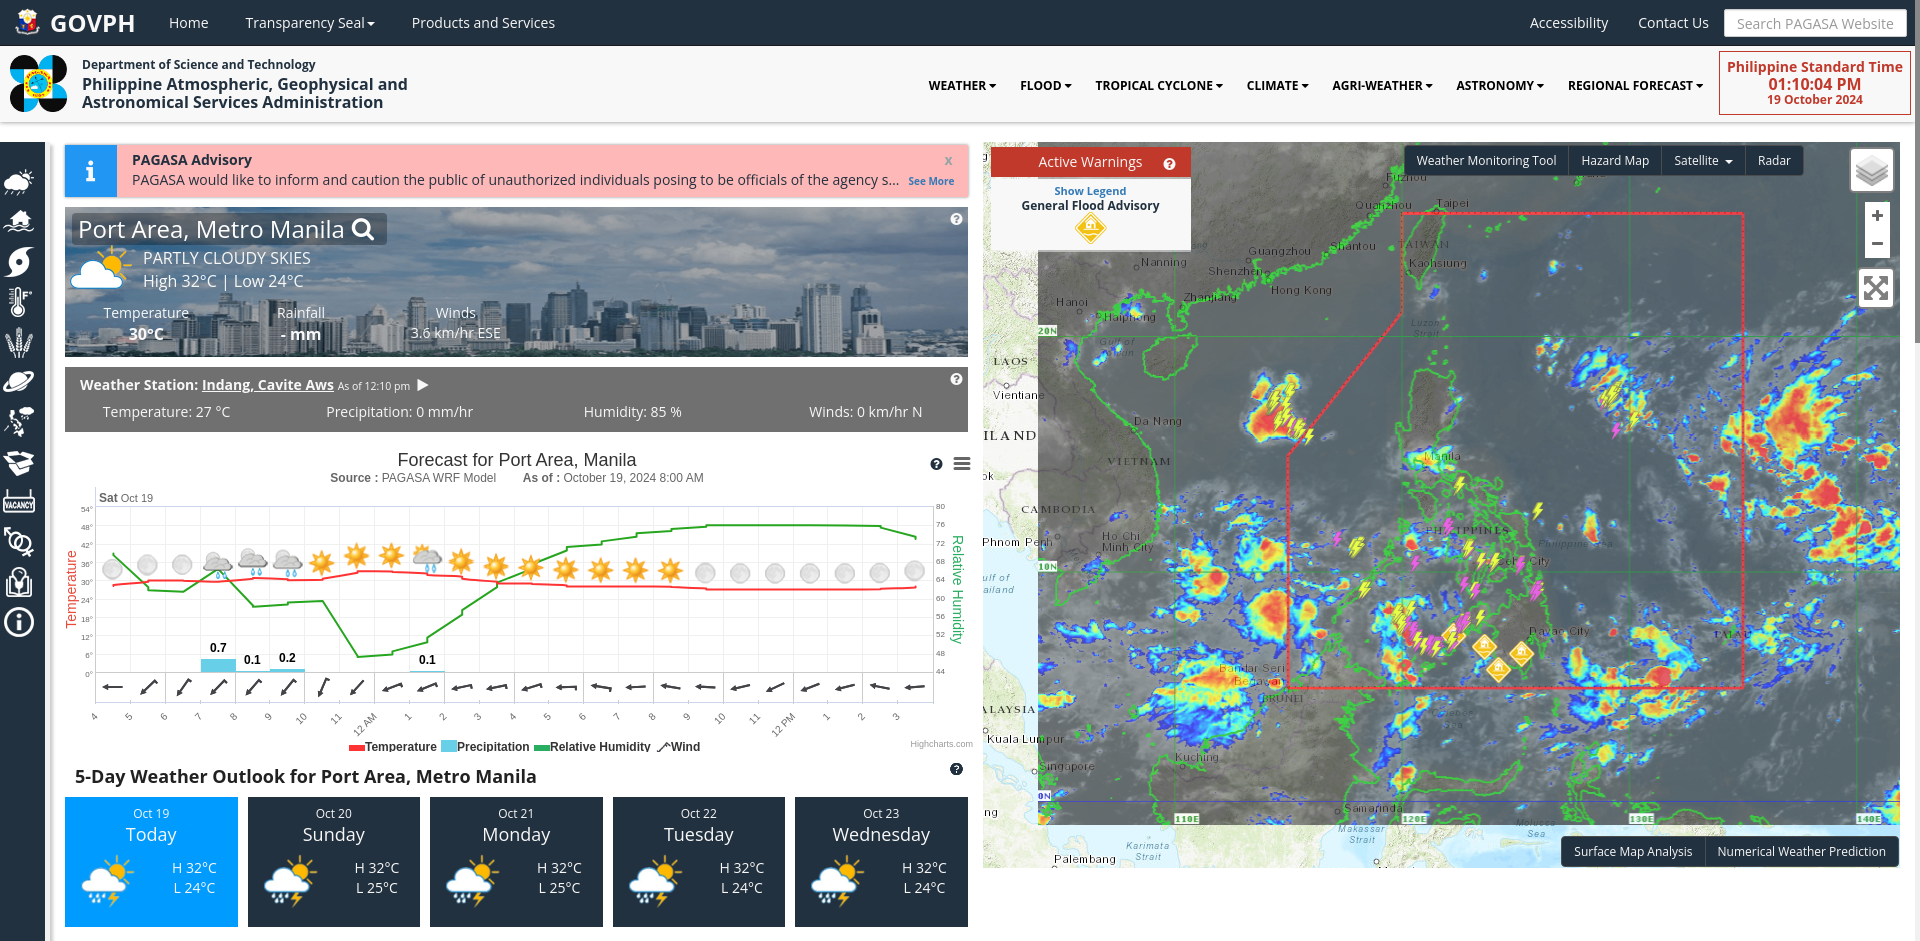 GOVPH
Home
Transparency Seal
Products and Services
Accessibility
Contact Us
Search PAGASA Website
Department of Science and Technology
Philippine Atmospheric, Geophysical and
Astronomical Services Administration
WEATHER
FLOOD
TROPICAL CYCLONE
CLIMATE
AGRI-WEATHER
ASTRONOMY
REGIONAL FORECAST
Philippine Standard Time
01:10:04 PM
19 October 2024
PAGASA Advisory
x
PAGASA would like to inform and caution the public of unauthorized individuals posing to be officials of the agency s... See More
Port Area, Metro Manila
PARTLY CLOUDY SKIES
High 32°C | Low 24°C
Temperature
Rainfall
Winds
30°C
- mm
3.6 km/hr ESE
Weather Station: Indang, Cavite Aws As of 12:10 pm
Temperature: 27 °C
Precipitation: 0 mm/hr
Humidity: 85 %
Winds: 0 km/hr N
Forecast for Port Area, Manila
Source : PAGASA WRF Model As of : October 19, 2024 8:00 AM
Sat Oct 19
54°
48°
42°
36°
30°
24°
18°
12°
6°
0°
Temperature
80
76
72
68
64
60
56
52
48
44
Relative Humidity
0.7
0.1
0.2
0.1
4
5
6
7
8
9
10
11
12 AM
1
2
3
4
5
6
7
8
9
10
11
12 PM
1
2
3
Temperature
Precipitation
Relative Humidity
Wind
Highcharts.com
5-Day Weather Outlook for Port Area, Metro Manila
Oct 19
Today
H 32°C
L 24°C
Oct 20
Sunday
H 32°C
L 25°C
Oct 21
Monday
H 32°C
L 25°C
Oct 22
Tuesday
H 32°C
L 24°C
Oct 23
Wednesday
H 32°C
L 24°C
VACANCY
Active Warnings
Show Legend
General Flood Advisory
Weather Monitoring Tool
Hazard Map
Satellite
Radar
+
−
Fuzhou
Quanzhou
Taipei
TAIWAN
Kaohsiung
Shantou
Guangzhou
Shenzhen
Hong Kong
Nanning
Zhanjiang
Hanoi
Haiphong
20N
Luzon
Strait
LAOS
Vientiane
Da Nang
ILAND
VIETNAM
Manila
ok
CAMBODIA
Phnom Penh
Ho Chi
Minh City
PHILIPPINES
Philippine Sea
Cebu City
10N
ulf of
ailand
Davao City
PALAU
Bandar Seri
Begawan
BRUNEI
ALAYSIA
Kuala Lumpur
Kuching
Singapore
0N
ng
Samarinda
110E
120E
130E
140E
Makassar
Strait
Molucca
Sea
Karimata
Strait
Palembang
Surface Map Analysis
Numerical Weather Prediction